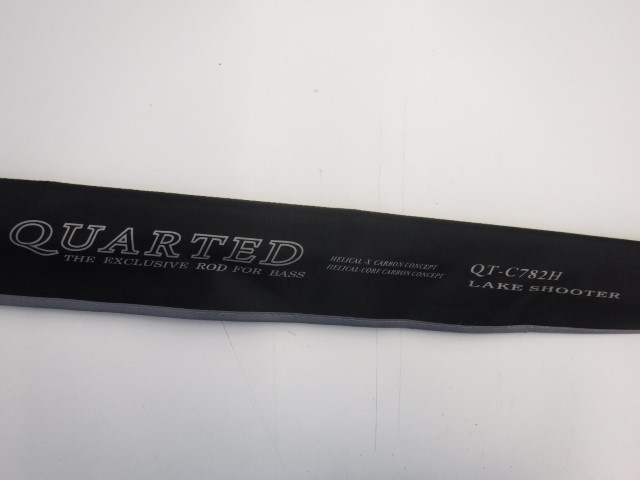 QUARTED
THE EXCLUSIVE ROD FOR BASS
HELICAL-X CARBON CONCEPT
HELICAL-CORE CARBON CONCEPT
QT-C782H
LAKE SHOOTER